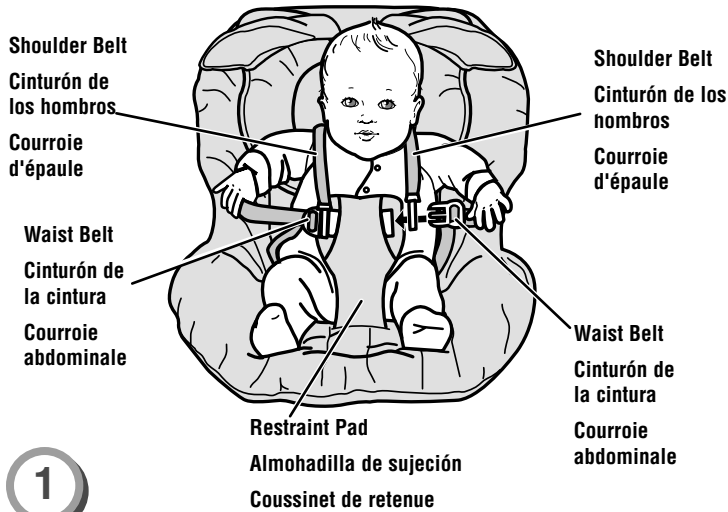 Shoulder Belt
Cinturón de
los hombros
Courroie
d'épaule
Shoulder Belt
Cinturón de los
hombros
Courroie
d'épaule
Waist Belt
Cinturón de
la cintura
Courroie
abdominale
Waist Belt
Cinturón de
la cintura
Courroie
abdominale
Restraint Pad
Almohadilla de sujeción
Coussinet de retenue
1